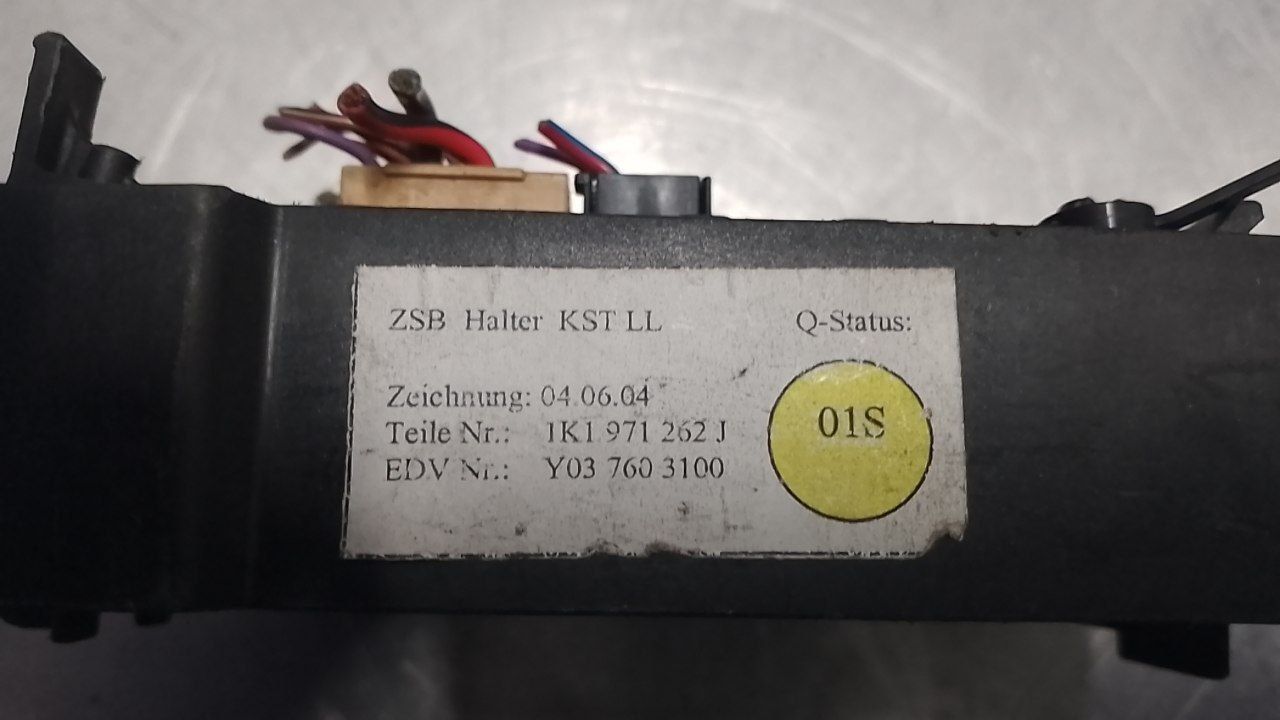 ZSB Halter KST LL
Q-Status:
Zeichnung: 04.06.04
Teile Nr.: 1K1 971 262 J
EDV Nr.: Y03 760 3100
01S